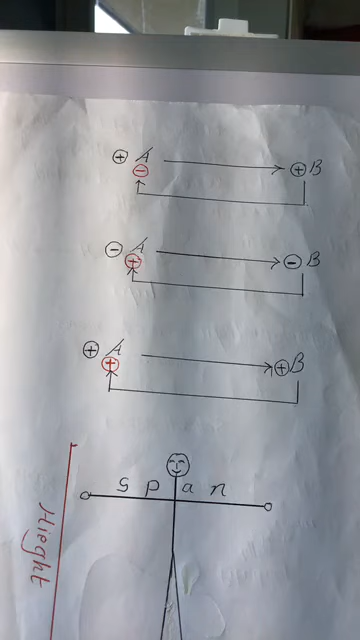 ⊕ A → ⊕ B
⊖
⊖ A → ⊖ B
⊕
⊕ A → ⊕ B
⊕
Span
Hieght